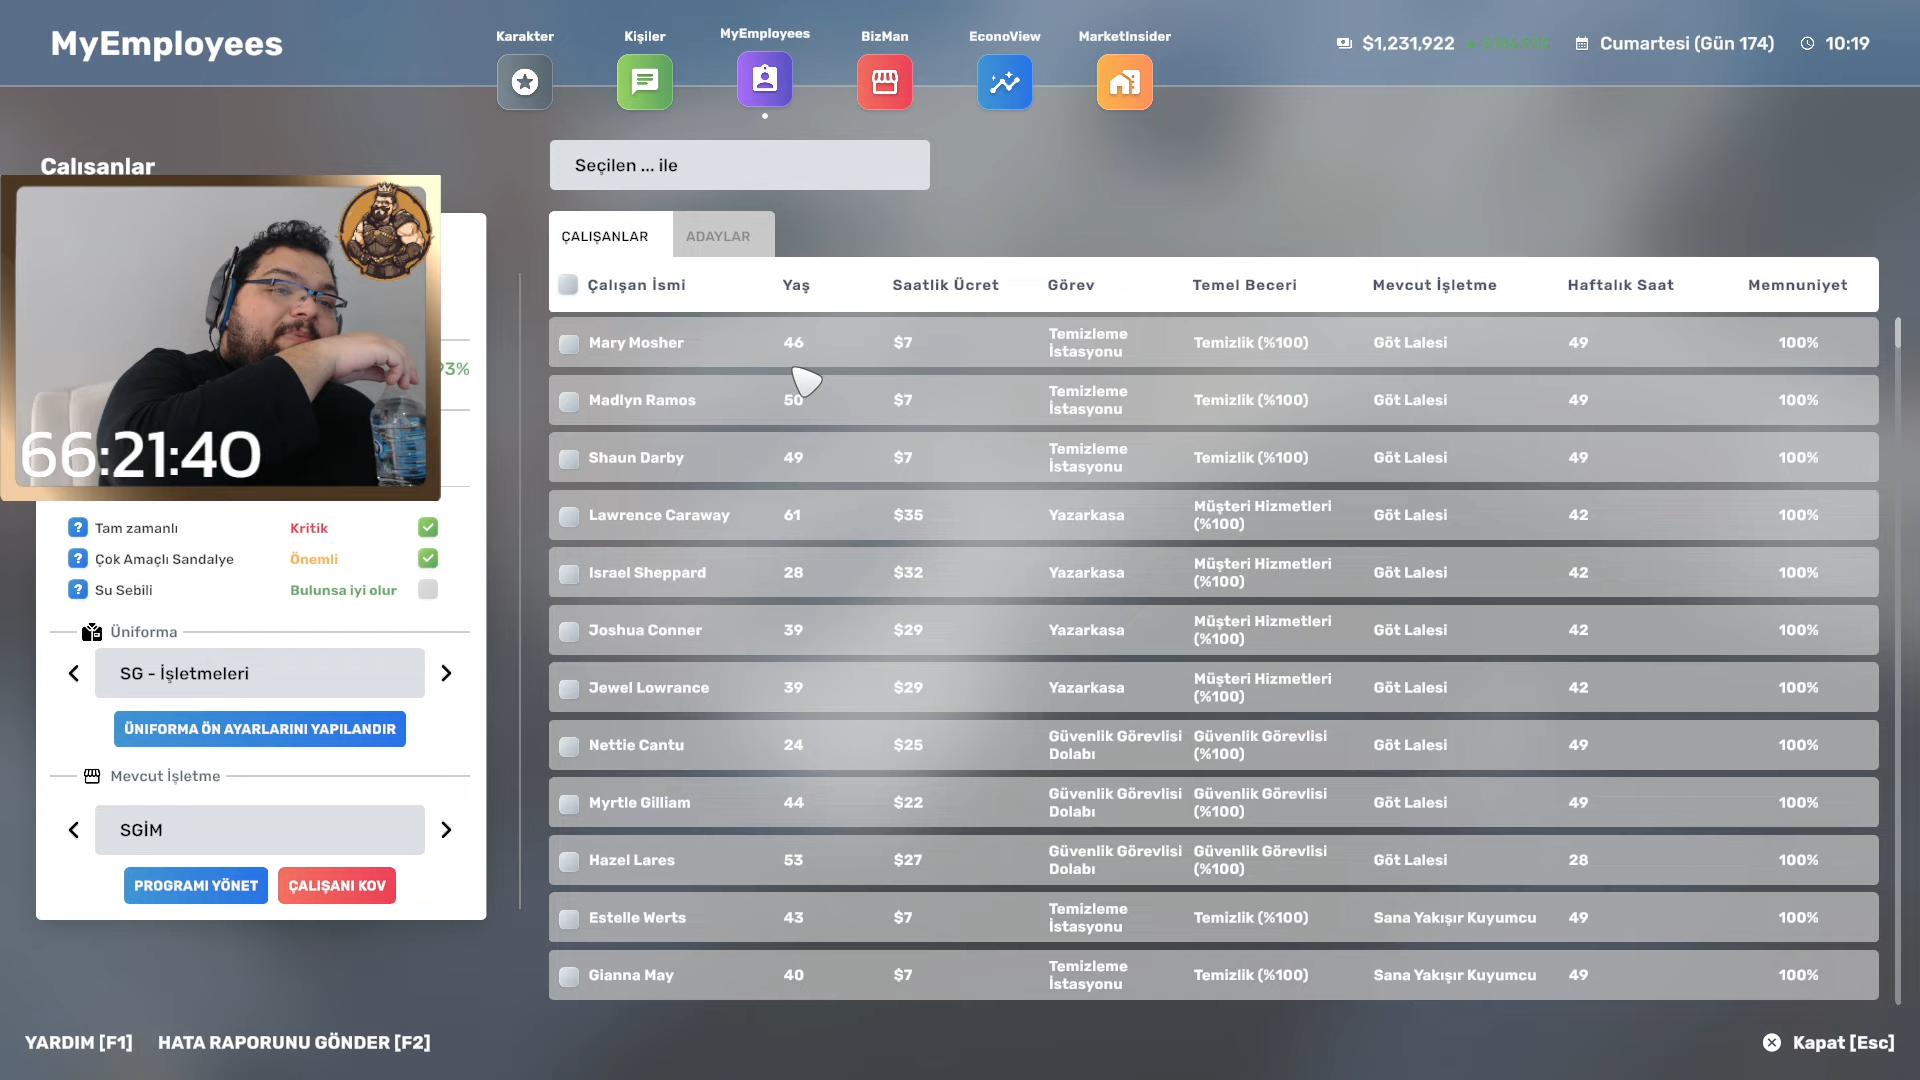 MyEmployees
Karakter
Kişiler
MyEmployees
BizMan
EconoView
MarketInsider
$1,231,922
Cumartesi (Gün 174)
10:19
Çalışanlar
Seçilen ... ile
ÇALIŞANLAR
ADAYLAR
Çalışan İsmi Yaş Saatlik Ücret Görev Temel Beceri Mevcut İşletme Haftalık Saat Memnuniyet
Mary Mosher 46 $7 Temizleme İstasyonu Temizlik (%100) Göt Lalesi 49 100%
Madlyn Ramos 50 $7 Temizleme İstasyonu Temizlik (%100) Göt Lalesi 49 100%
Shaun Darby 49 $7 Temizleme İstasyonu Temizlik (%100) Göt Lalesi 49 100%
Lawrence Caraway 61 $35 Yazarkasa Müşteri Hizmetleri (%100) Göt Lalesi 42 100%
Israel Sheppard 28 $32 Yazarkasa Müşteri Hizmetleri (%100) Göt Lalesi 42 100%
Joshua Conner 39 $29 Yazarkasa Müşteri Hizmetleri (%100) Göt Lalesi 42 100%
Jewel Lowrance 39 $29 Yazarkasa Müşteri Hizmetleri (%100) Göt Lalesi 42 100%
Nettie Cantu 24 $25 Güvenlik Görevlisi Dolabı Güvenlik Görevlisi (%100) Göt Lalesi 49 100%
Myrtle Gilliam 44 $22 Güvenlik Görevlisi Dolabı Güvenlik Görevlisi (%100) Göt Lalesi 49 100%
Hazel Lares 53 $27 Güvenlik Görevlisi Dolabı Güvenlik Görevlisi (%100) Göt Lalesi 28 100%
Estelle Werts 43 $7 Temizleme İstasyonu Temizlik (%100) Sana Yakışır Kuyumcu 49 100%
Gianna May 40 $7 Temizleme İstasyonu Temizlik (%100) Sana Yakışır Kuyumcu 49 100%
66:21:40
Tam zamanlı Kritik
Çok Amaçlı Sandalye Önemli
Su Sebili Bulunsa iyi olur
Üniforma
SG - İşletmeleri
ÜNIFORMA ÖN AYARLARINI YAPILANDIR
Mevcut İşletme
SGİM
PROGRAMI YÖNET
ÇALIŞANI KOV
YARDIM [F1]
HATA RAPORUNU GÖNDER [F2]
Kapat [Esc]